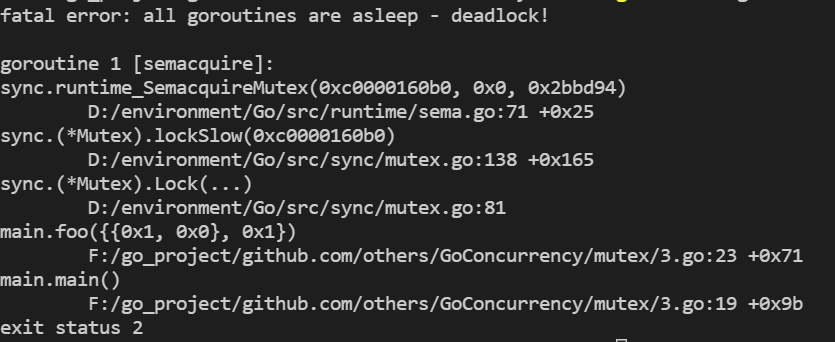 fatal error: all goroutines are asleep - deadlock!
goroutine 1 [semacquire]:
sync.runtime_SemacquireMutex(0xc0000160b0, 0x0, 0x2bbd94)
D:/environment/Go/src/runtime/sema.go:71 +0x25
sync.(*Mutex).lockSlow(0xc0000160b0)
D:/environment/Go/src/sync/mutex.go:138 +0x165
sync.(*Mutex).Lock(...)
D:/environment/Go/src/sync/mutex.go:81
main.foo({{0x1, 0x0}, 0x1})
F:/go_project/github.com/others/GoConcurrency/mutex/3.go:23 +0x71
main.main()
F:/go_project/github.com/others/GoConcurrency/mutex/3.go:19 +0x9b
exit status 2